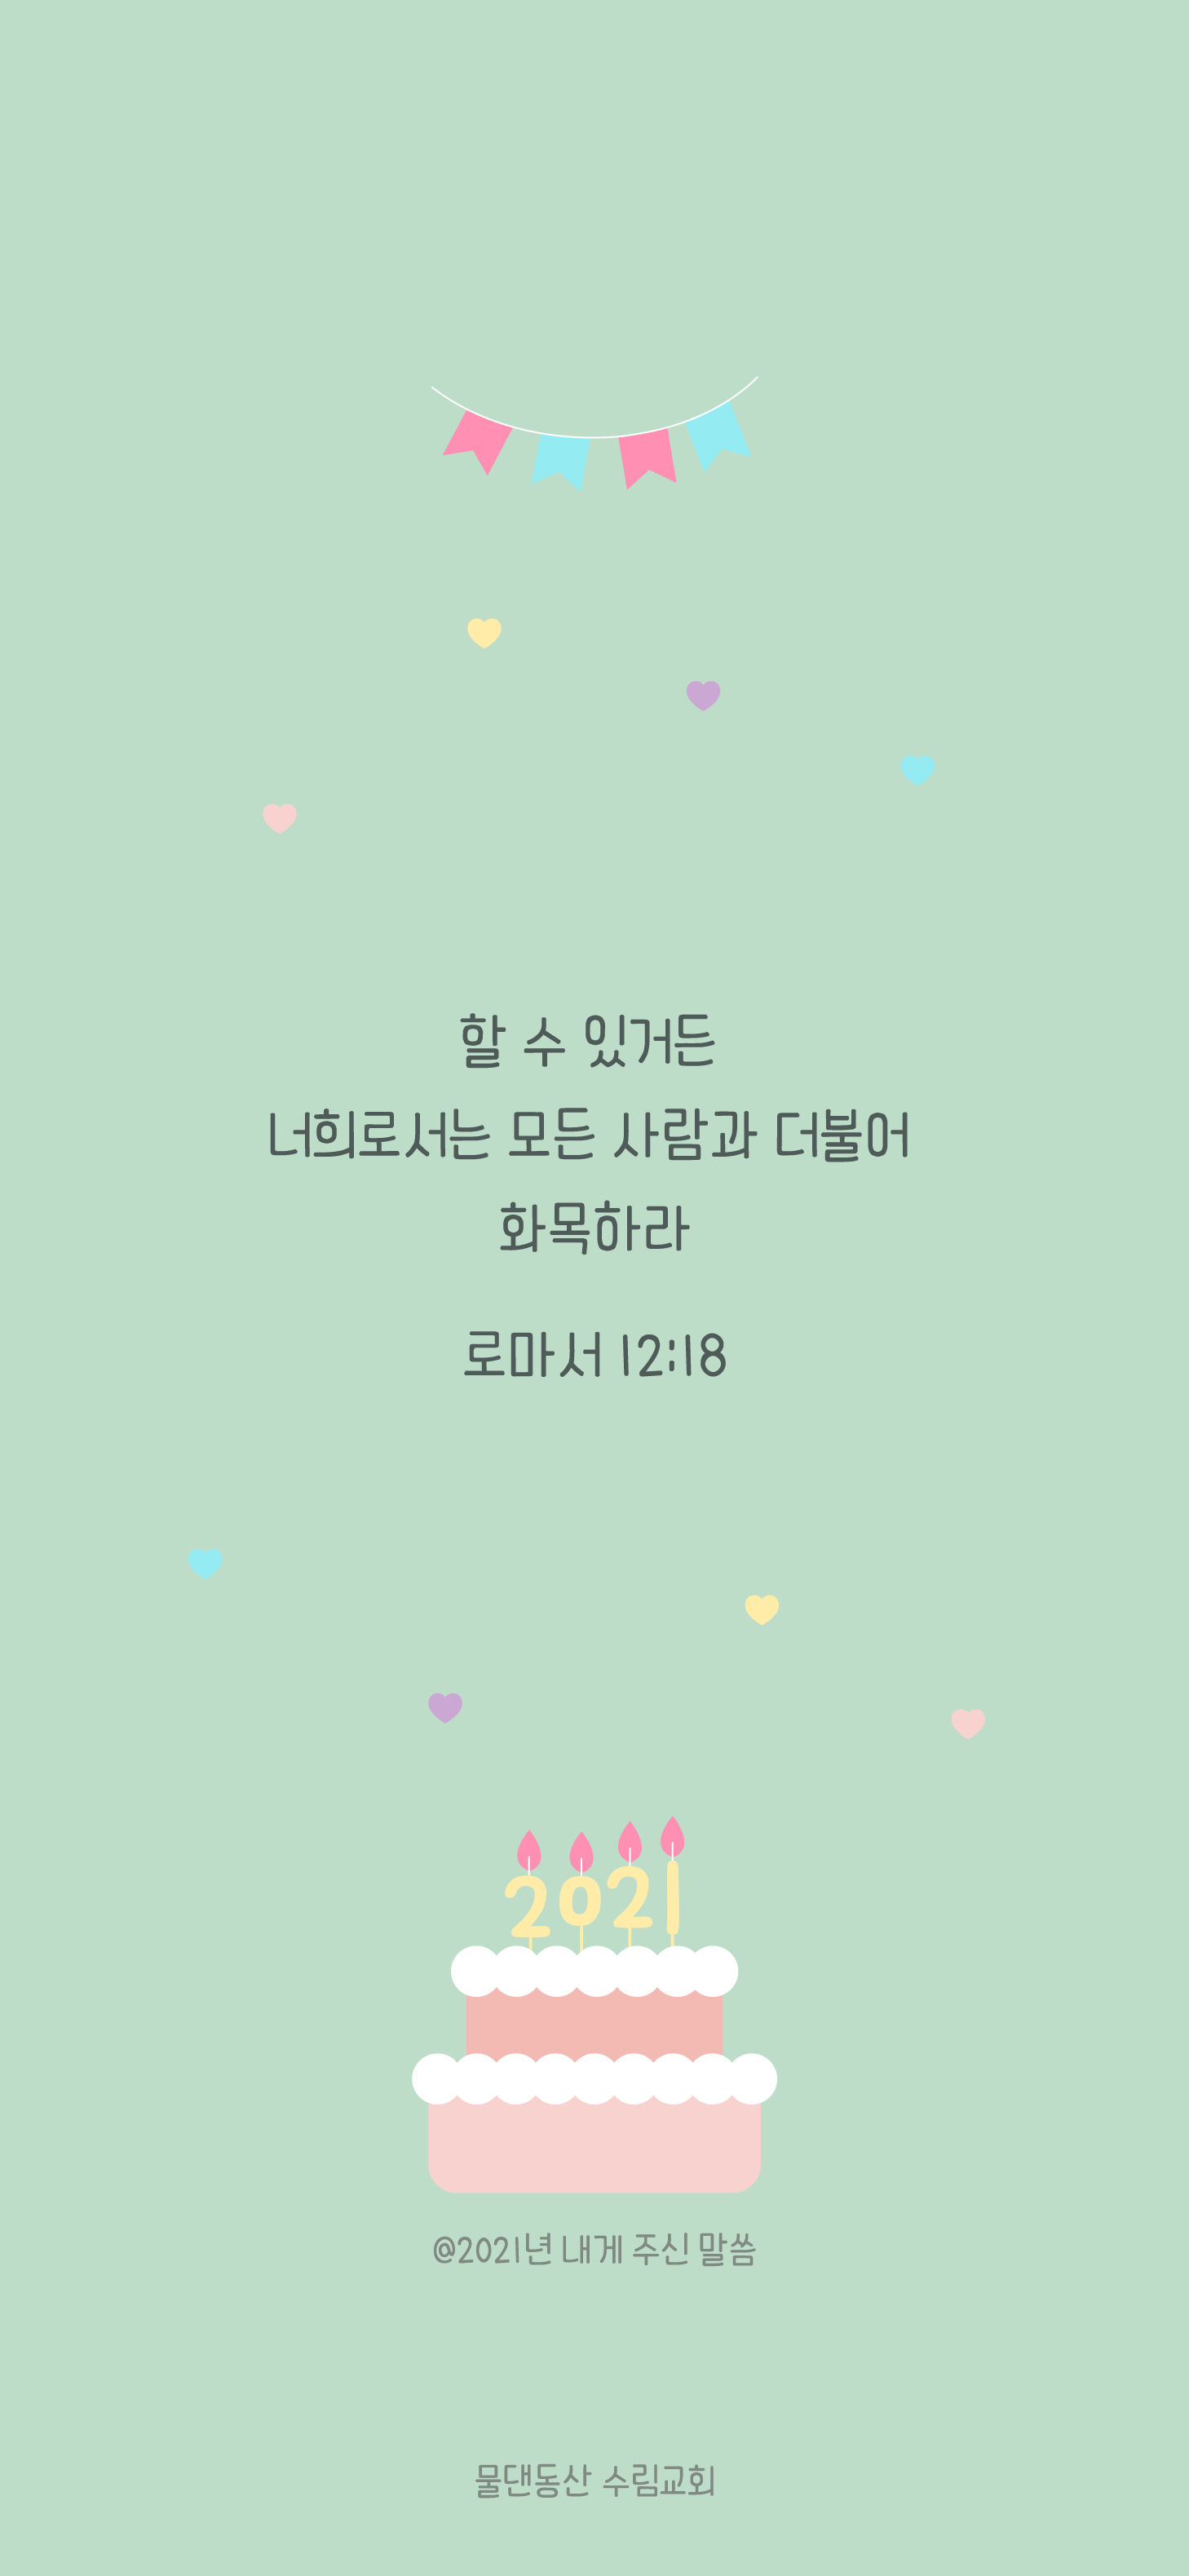 할 수 있거든
너희로서는 모든 사람과 더불어
화목하라
로마서 12:18
2021
@2021년 내게 주신 말씀
물댄동산 수림교회